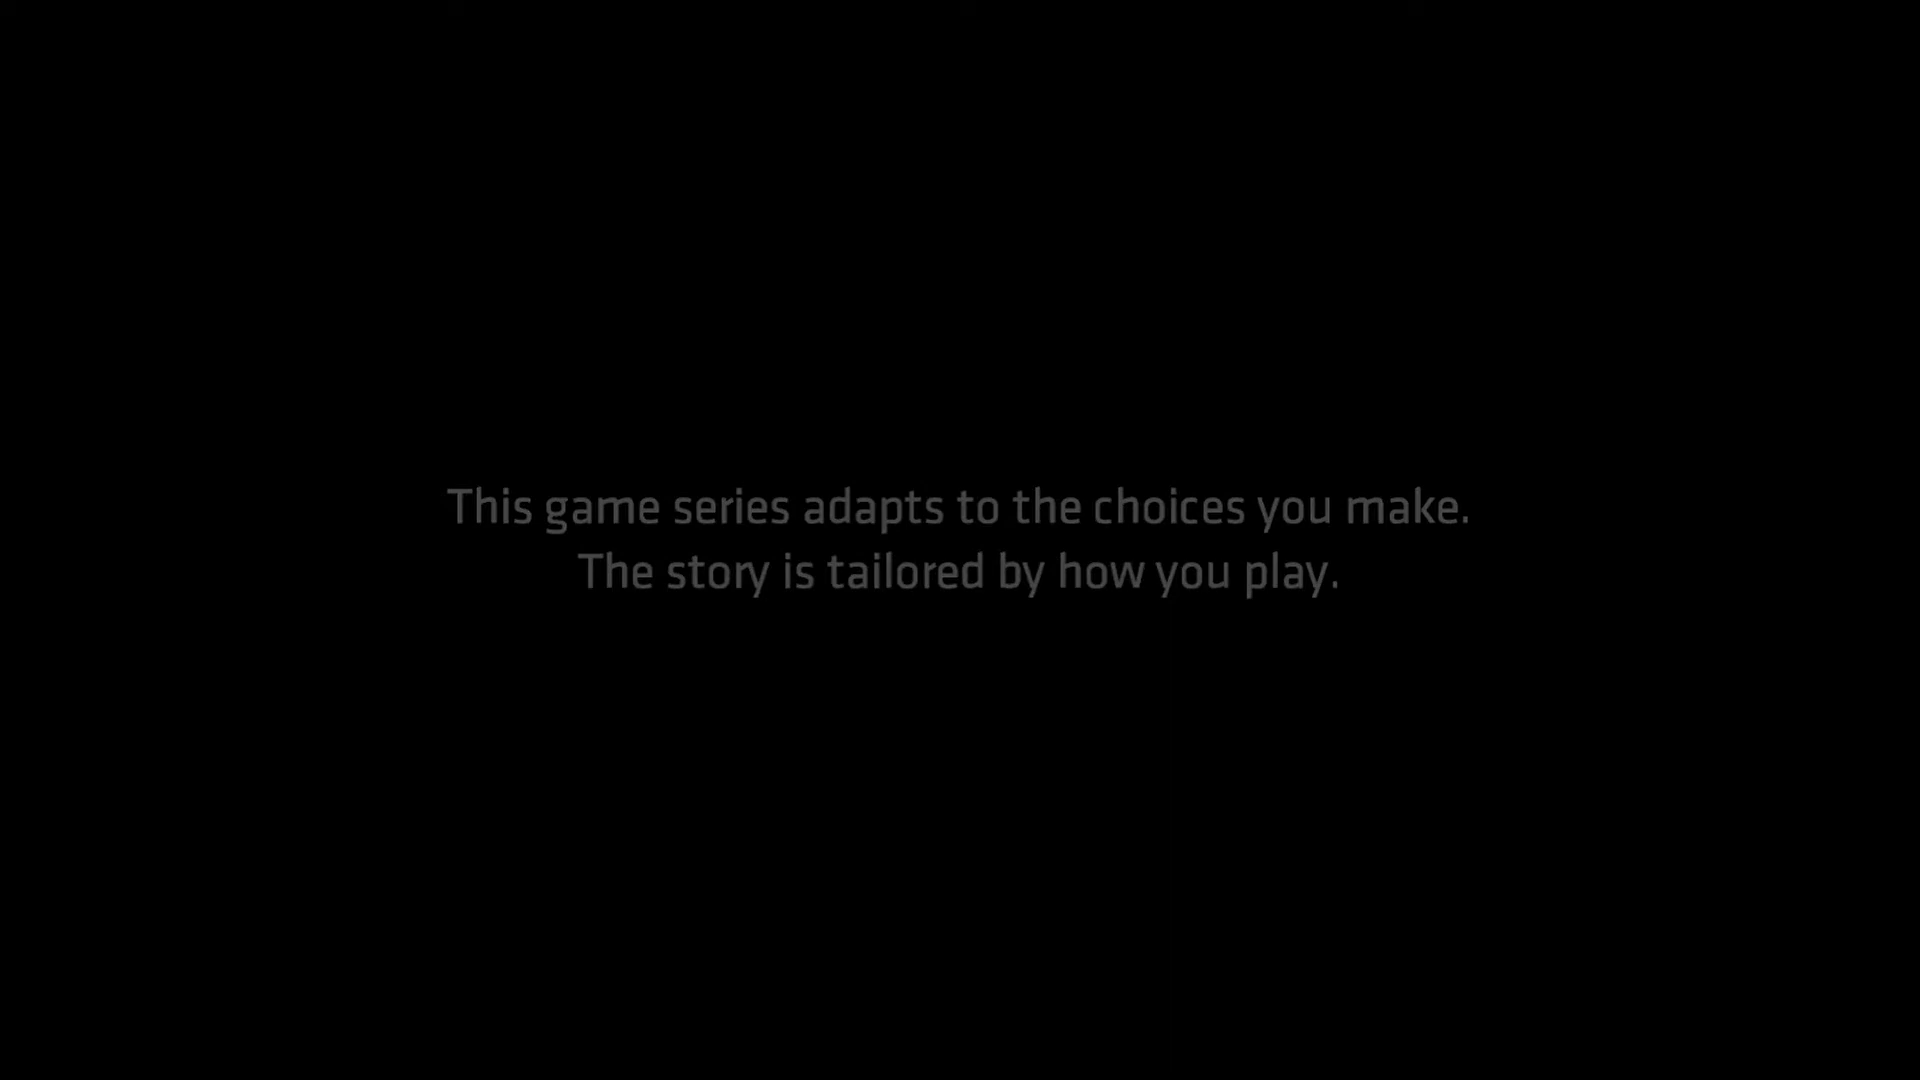 This game series adapts to the choices you make.
The story is tailored by how you play.